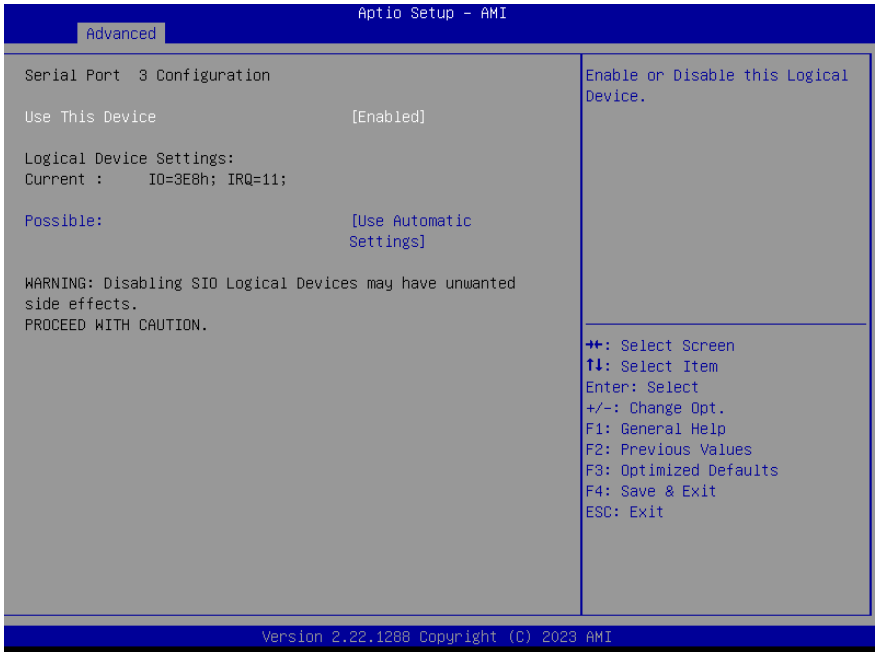 Aptio Setup – AMI
Advanced
Serial Port  3 Configuration
Use This Device [Enabled]
Logical Device Settings:
Current :  IO=3E8h; IRQ=11;
Possible: [Use Automatic
Settings]
WARNING: Disabling SIO Logical Devices may have unwanted
side effects.
PROCEED WITH CAUTION.
Enable or Disable this Logical
Device.
→←: Select Screen
↑↓: Select Item
Enter: Select
+/-: Change Opt.
F1: General Help
F2: Previous Values
F3: Optimized Defaults
F4: Save & Exit
ESC: Exit
Version 2.22.1288 Copyright (C) 2023 AMI